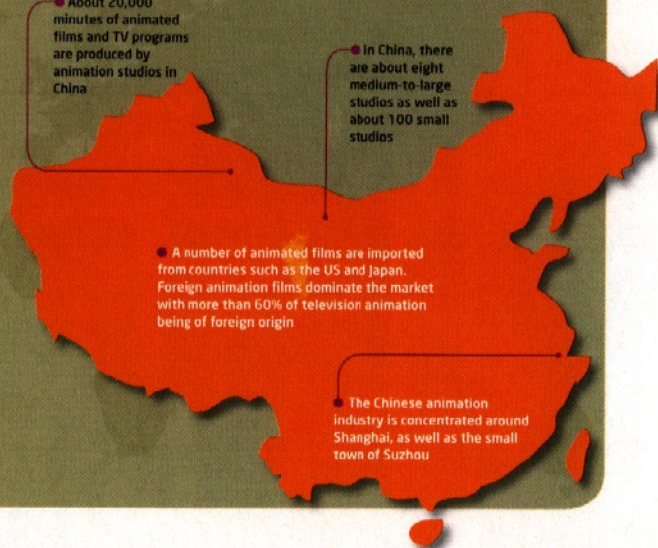 About 20,000
minutes of animated
films and TV programs
are produced by
animation studios in
China
In China, there
are about eight
medium-to-large
studios as well as
about 100 small
studios
A number of animated films are imported
from countries such as the US and Japan.
Foreign animation films dominate the market
with more than 60% of television animation
being of foreign origin
The Chinese animation
industry is concentrated around
Shanghai, as well as the small
town of Suzhou